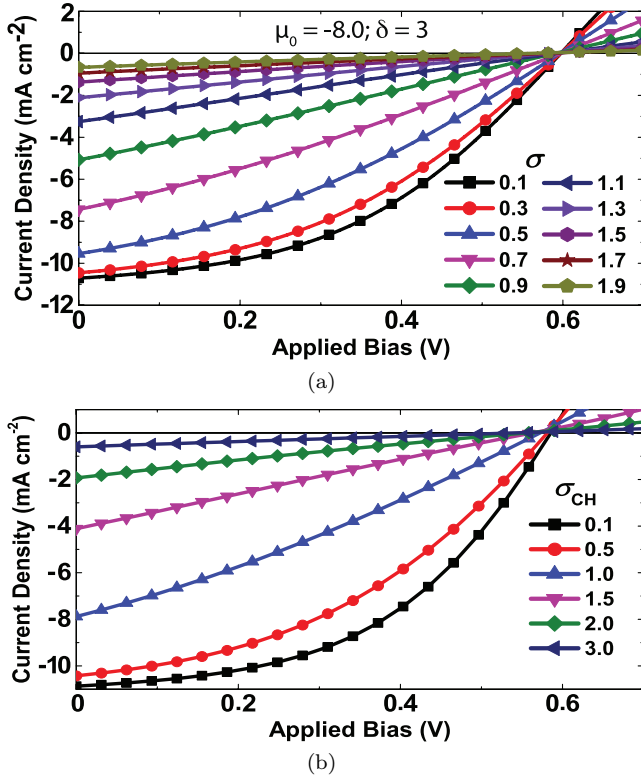 μ₀ = -8.0; δ = 3
2
0
-2
-4
-6
-8
-10
-12
Current Density (mA cm⁻²)
σ
0.1 1.1
0.3 1.3
0.5 1.5
0.7 1.7
0.9 1.9
0 0.2 0.4 0.6
Applied Bias (V)
(a)
0
-2
-4
-6
-8
-10
Current Density (mA cm⁻²)
σ_CH
0.1
0.5
1.0
1.5
2.0
3.0
0 0.2 0.4 0.6
Applied Bias (V)
(b)